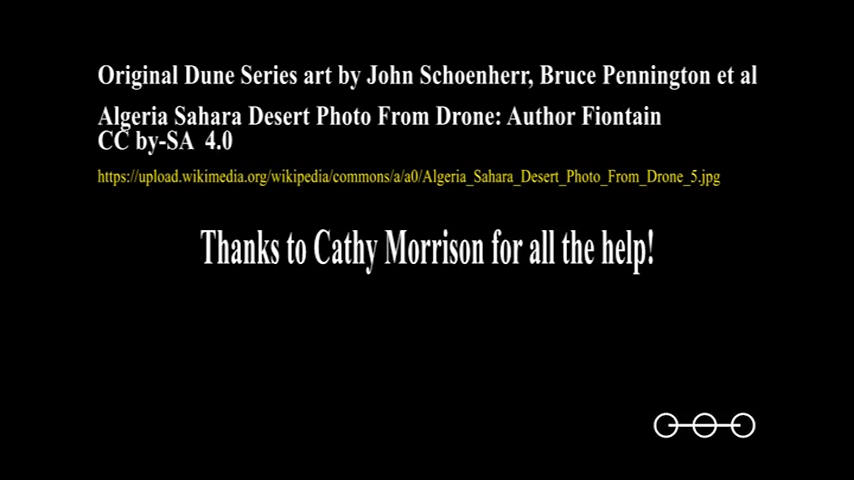 Original Dune Series art by John Schoenherr, Bruce Pennington et al
Algeria Sahara Desert Photo From Drone: Author Fiontain
CC by-SA 4.0
https://upload.wikimedia.org/wikipedia/commons/a/a0/Algeria_Sahara_Desert_Photo_From_Drone_5.jpg
Thanks to Cathy Morrison for all the help!